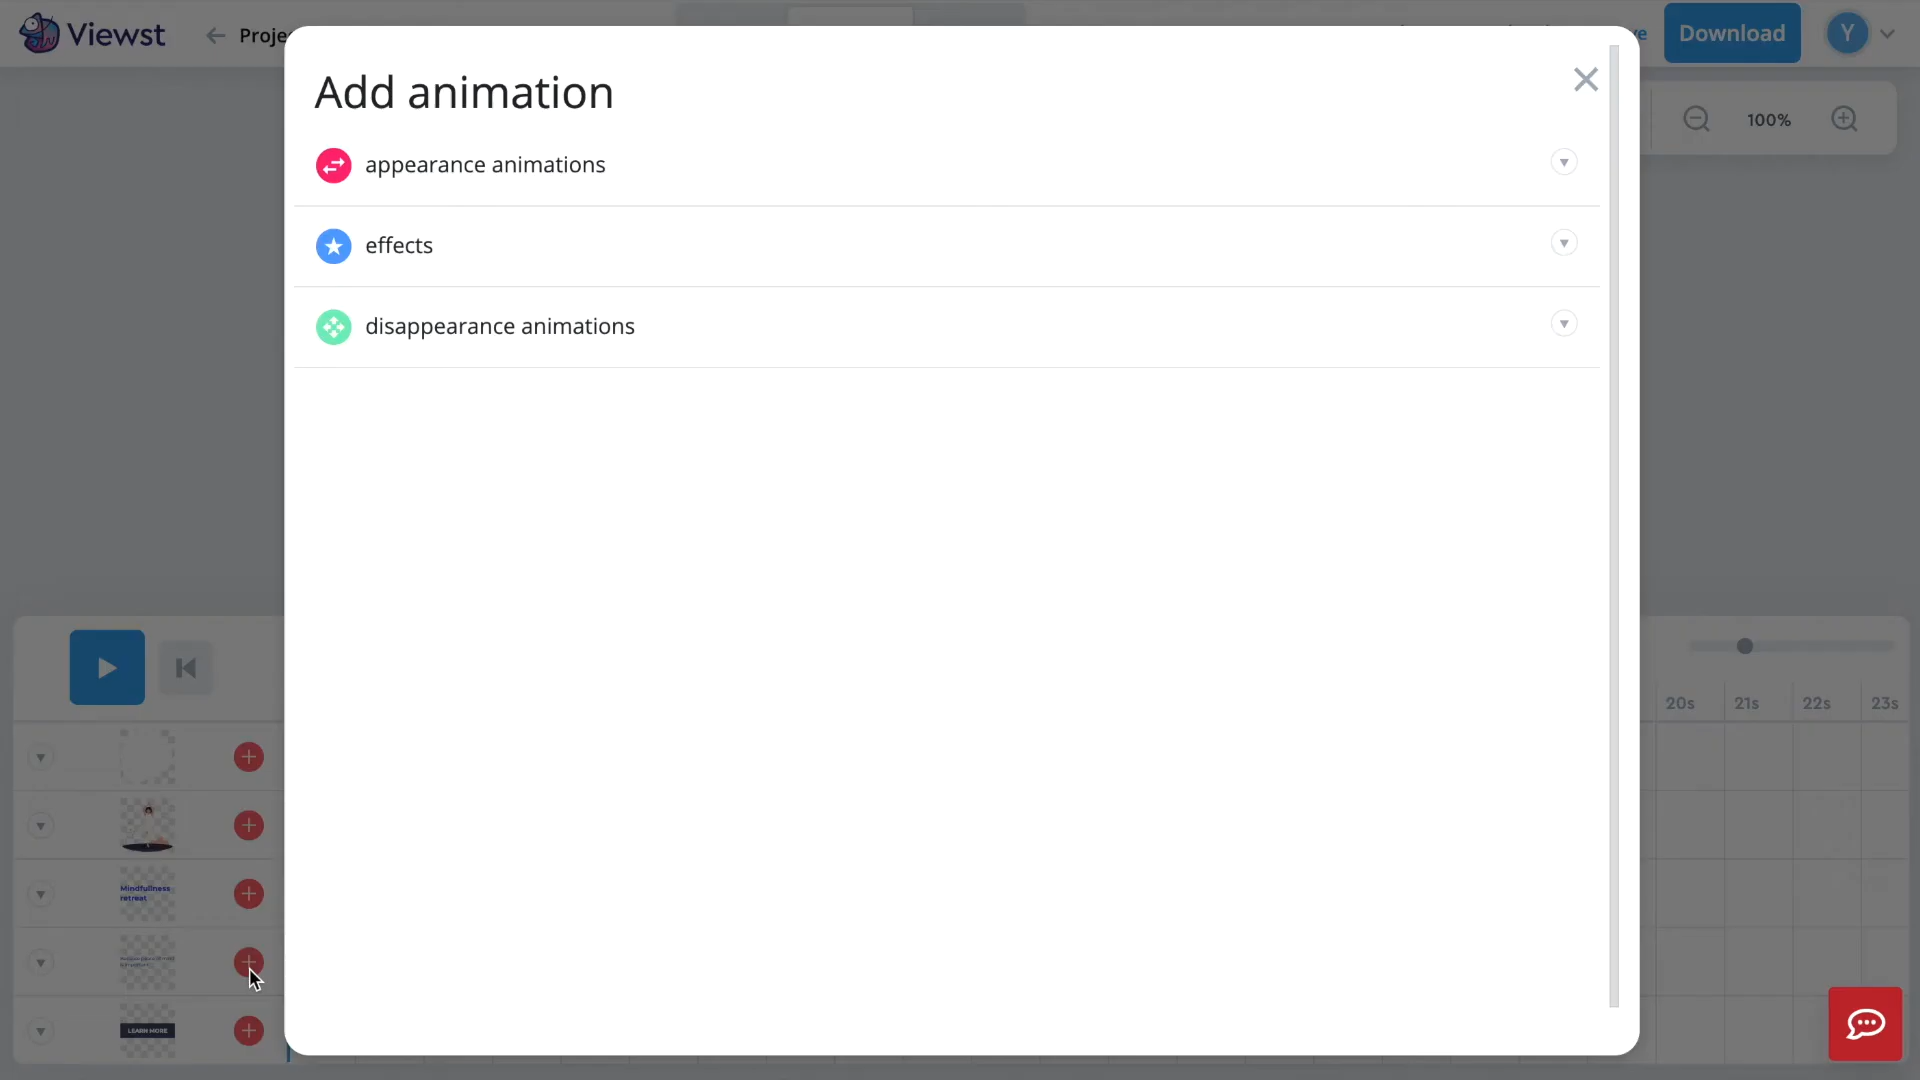 Viewst
Proje
Download
Y
Add animation
100%
appearance animations
effects
disappearance animations
20s 21s 22s 23s
Mindfullness
retreat
LEARN MORE